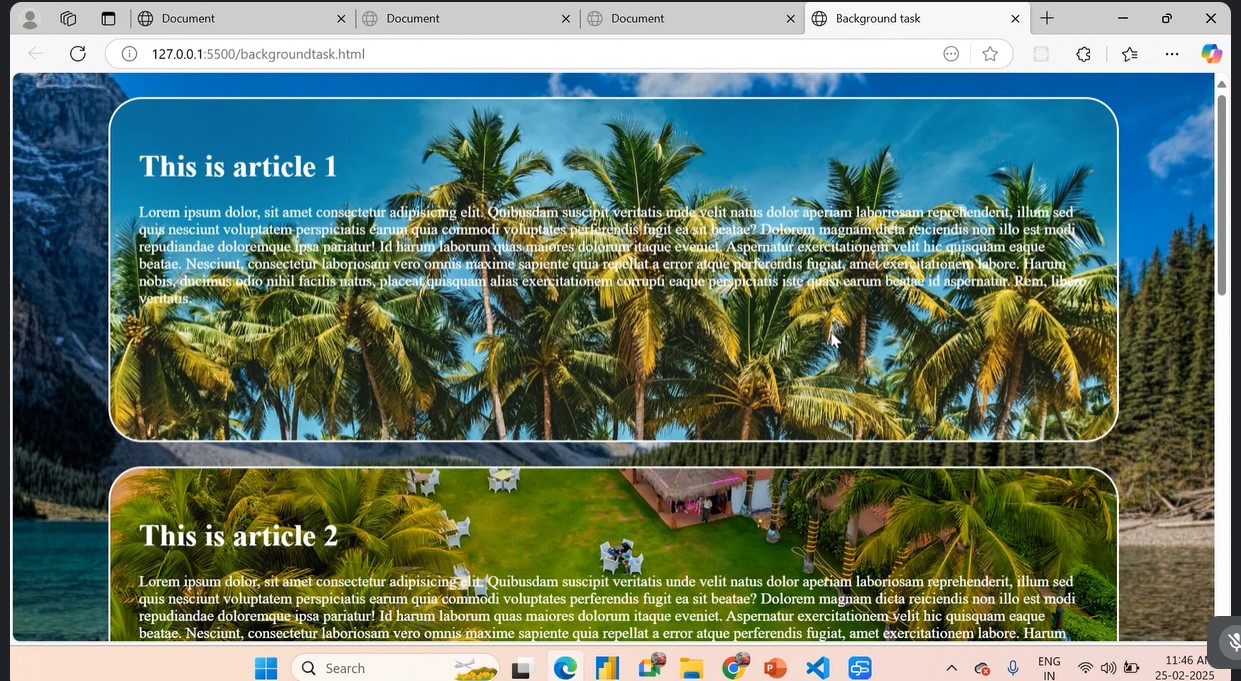 Document
Document
Document
Background task
127.0.0.1:5500/backgroundtask.html
This is article 1
Lorem ipsum dolor, sit amet consectetur adipisicing elit. Quibusdam suscipit veritatis unde velit natus dolor aperiam laboriosam reprehenderit, illum sed
quis nesciunt voluptatem perspiciatis earum quia commodi voluptates perferendis fugit ea sit beatae? Dolorem magnam dicta reiciendis non illo est modi
repudiandae doloremque ipsa pariatur! Id harum laborum quas maiores dolorum itaque eveniet. Aspernatur exercitationem velit hic quisquam eaque
beatae. Nesciunt, consectetur laboriosam vero omnis maxime sapiente quia repellat a error atque perferendis fugiat, amet exercitationem labore. Harum
nobis, ducimus odio nihil facilis natus, placeat quisquam alias exercitationem corrupti eaque perspiciatis iste quasi earum beatae id aspernatur. Rem, libero
veritatis.
This is article 2
Lorem ipsum dolor, sit amet consectetur adipisicing elit. Quibusdam suscipit veritatis unde velit natus dolor aperiam laboriosam reprehenderit, illum sed
quis nesciunt voluptatem perspiciatis earum quia commodi voluptates perferendis fugit ea sit beatae? Dolorem magnam dicta reiciendis non illo est modi
repudiandae doloremque ipsa pariatur! Id harum laborum quas maiores dolorum itaque eveniet. Aspernatur exercitationem velit hic quisquam eaque
beatae. Nesciunt, consectetur laboriosam vero omnis maxime sapiente quia repellat a error atque perferendis fugiat, amet exercitationem labore. Harum
Search
ENG
IN
11:46
25-02-2025